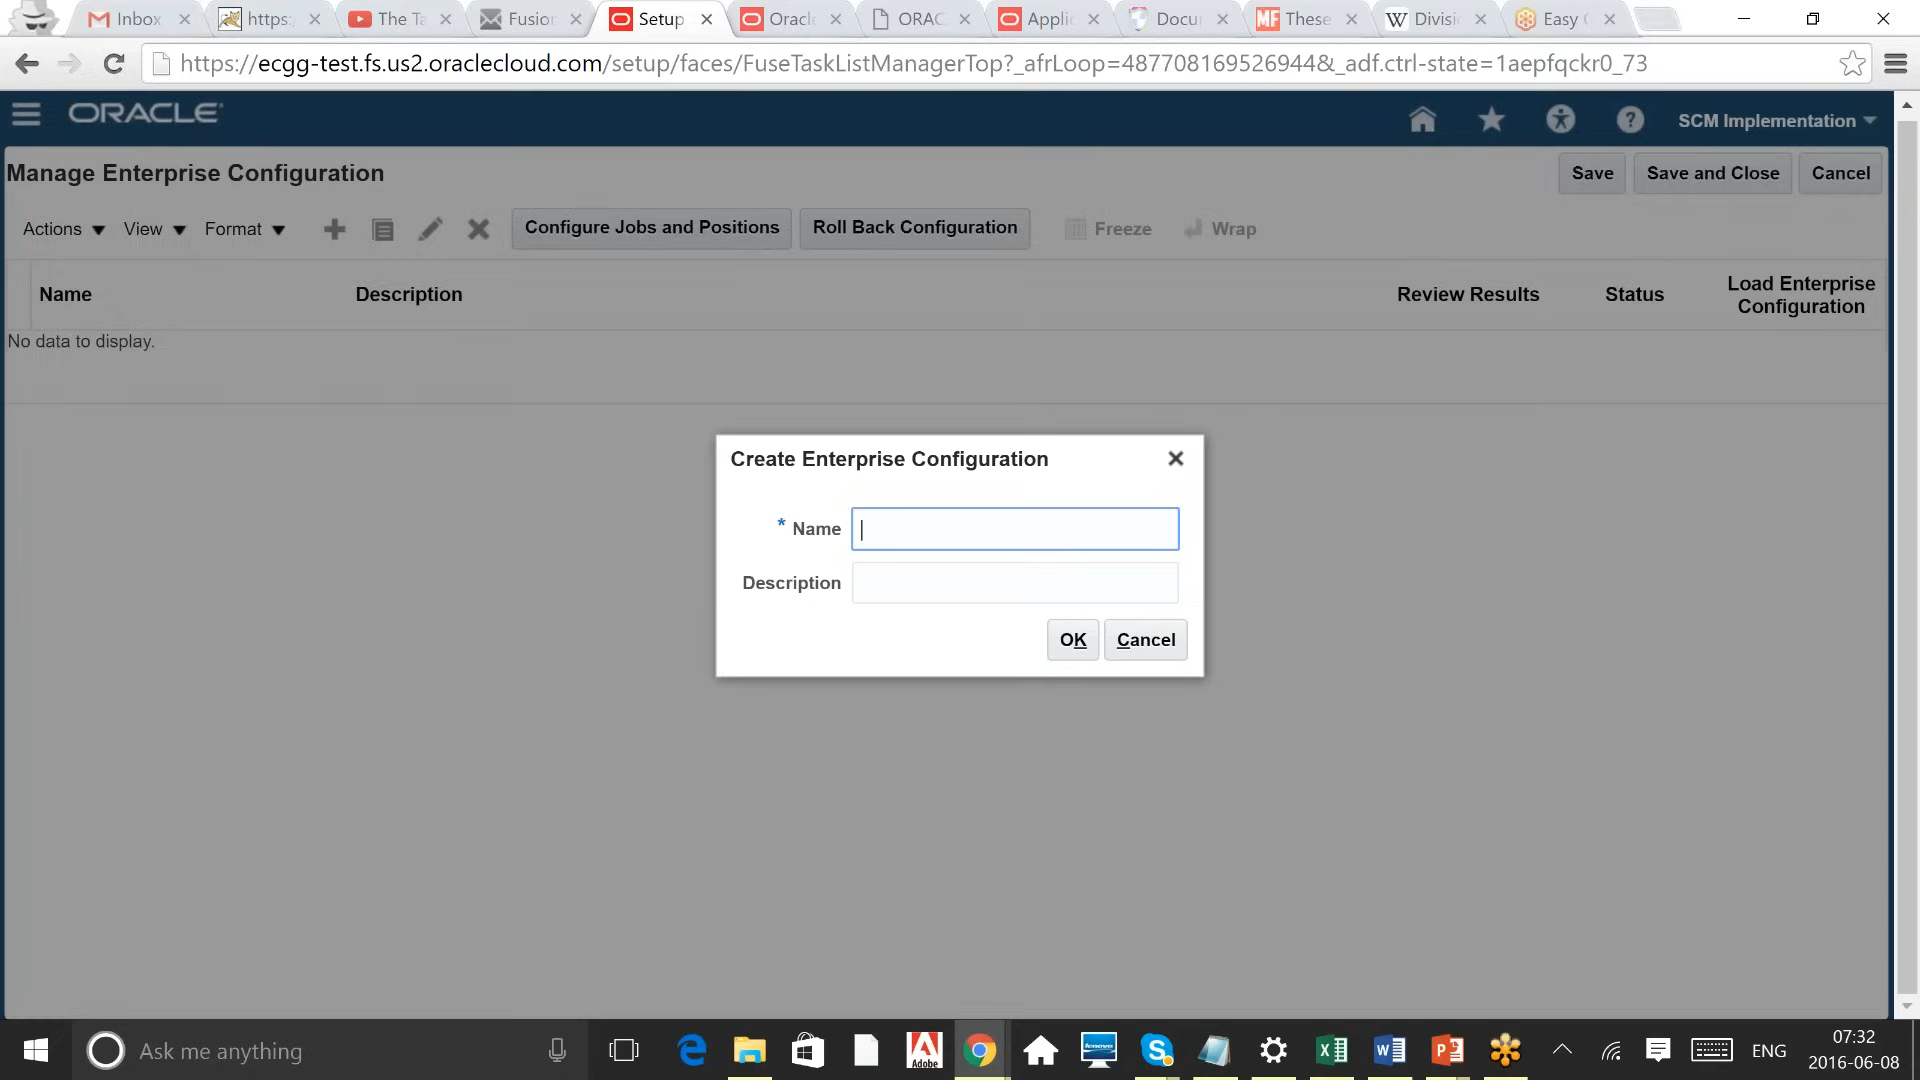 Inbox
https:
The Ta
Fusion
Setup
Oracle
ORAC
Applic
Docum
These
W Divisi
Easy
https://ecgg-test.fs.us2.oraclecloud.com/setup/faces/FuseTaskListManagerTop?_afrLoop=487708169526944&_adf.ctrl-state=1aepfqckr0_73
ORACLE
SCM Implementation
Manage Enterprise Configuration
Save
Save and Close
Cancel
Actions
View
Format
Configure Jobs and Positions
Roll Back Configuration
Freeze
Wrap
Name
Description
Review Results
Status
Load Enterprise
Configuration
No data to display.
Create Enterprise Configuration
* Name
Description
OK
Cancel
Ask me anything
Adobe
lenovo
ENG
07:32
2016-06-08